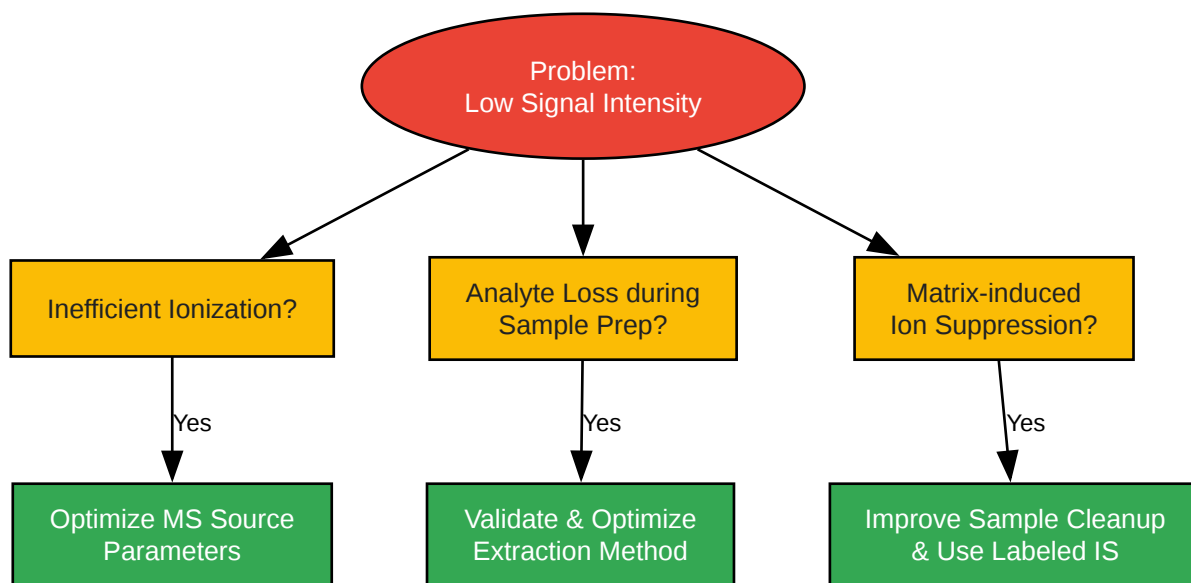 Problem:
Low Signal Intensity
Inefficient Ionization?
Analyte Loss during
Sample Prep?
Matrix-induced
Ion Suppression?
Yes
Yes
Yes
Optimize MS Source
Parameters
Validate & Optimize
Extraction Method
Improve Sample Cleanup
& Use Labeled IS